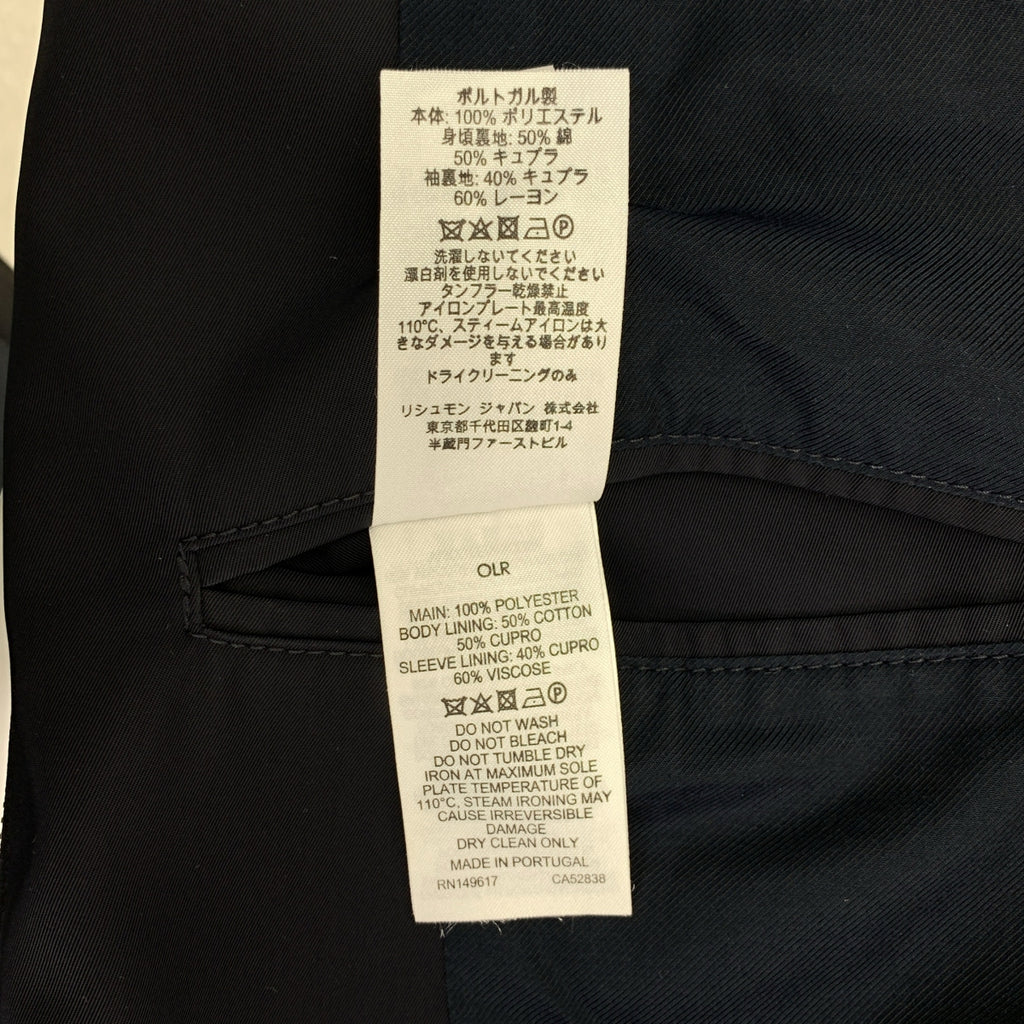 ポルトガル製
本体: 100% ポリエステル
身頃裏地: 50% 綿
50% キュプラ
袖裏地: 40% キュプラ
60% レーヨン
P
洗濯しないてください
漂白剤を使用しないでください
タンフラー乾燥禁止
アイロンプレート最高温度
110°C、スティームアイロンは大
きなダメージを与える場合があり
ます
ドライクリーニングのみ
リシュモン ジャパン 株式会社
東京都千代田区麹町1-4
半蔵門ファーストビル
OLR
MAIN: 100% POLYESTER
BODY LINING: 50% COTTON
50% CUPRO
SLEEVE LINING: 40% CUPRO
60% VISCOSE
P
DO NOT WASH
DO NOT BLEACH
DO NOT TUMBLE DRY
IRON AT MAXIMUM SOLE
PLATE TEMPERATURE OF
110°C, STEAM IRONING MAY
CAUSE IRREVERSIBLE
DAMAGE
DRY CLEAN ONLY
MADE IN PORTUGAL
RN149617 CA52838